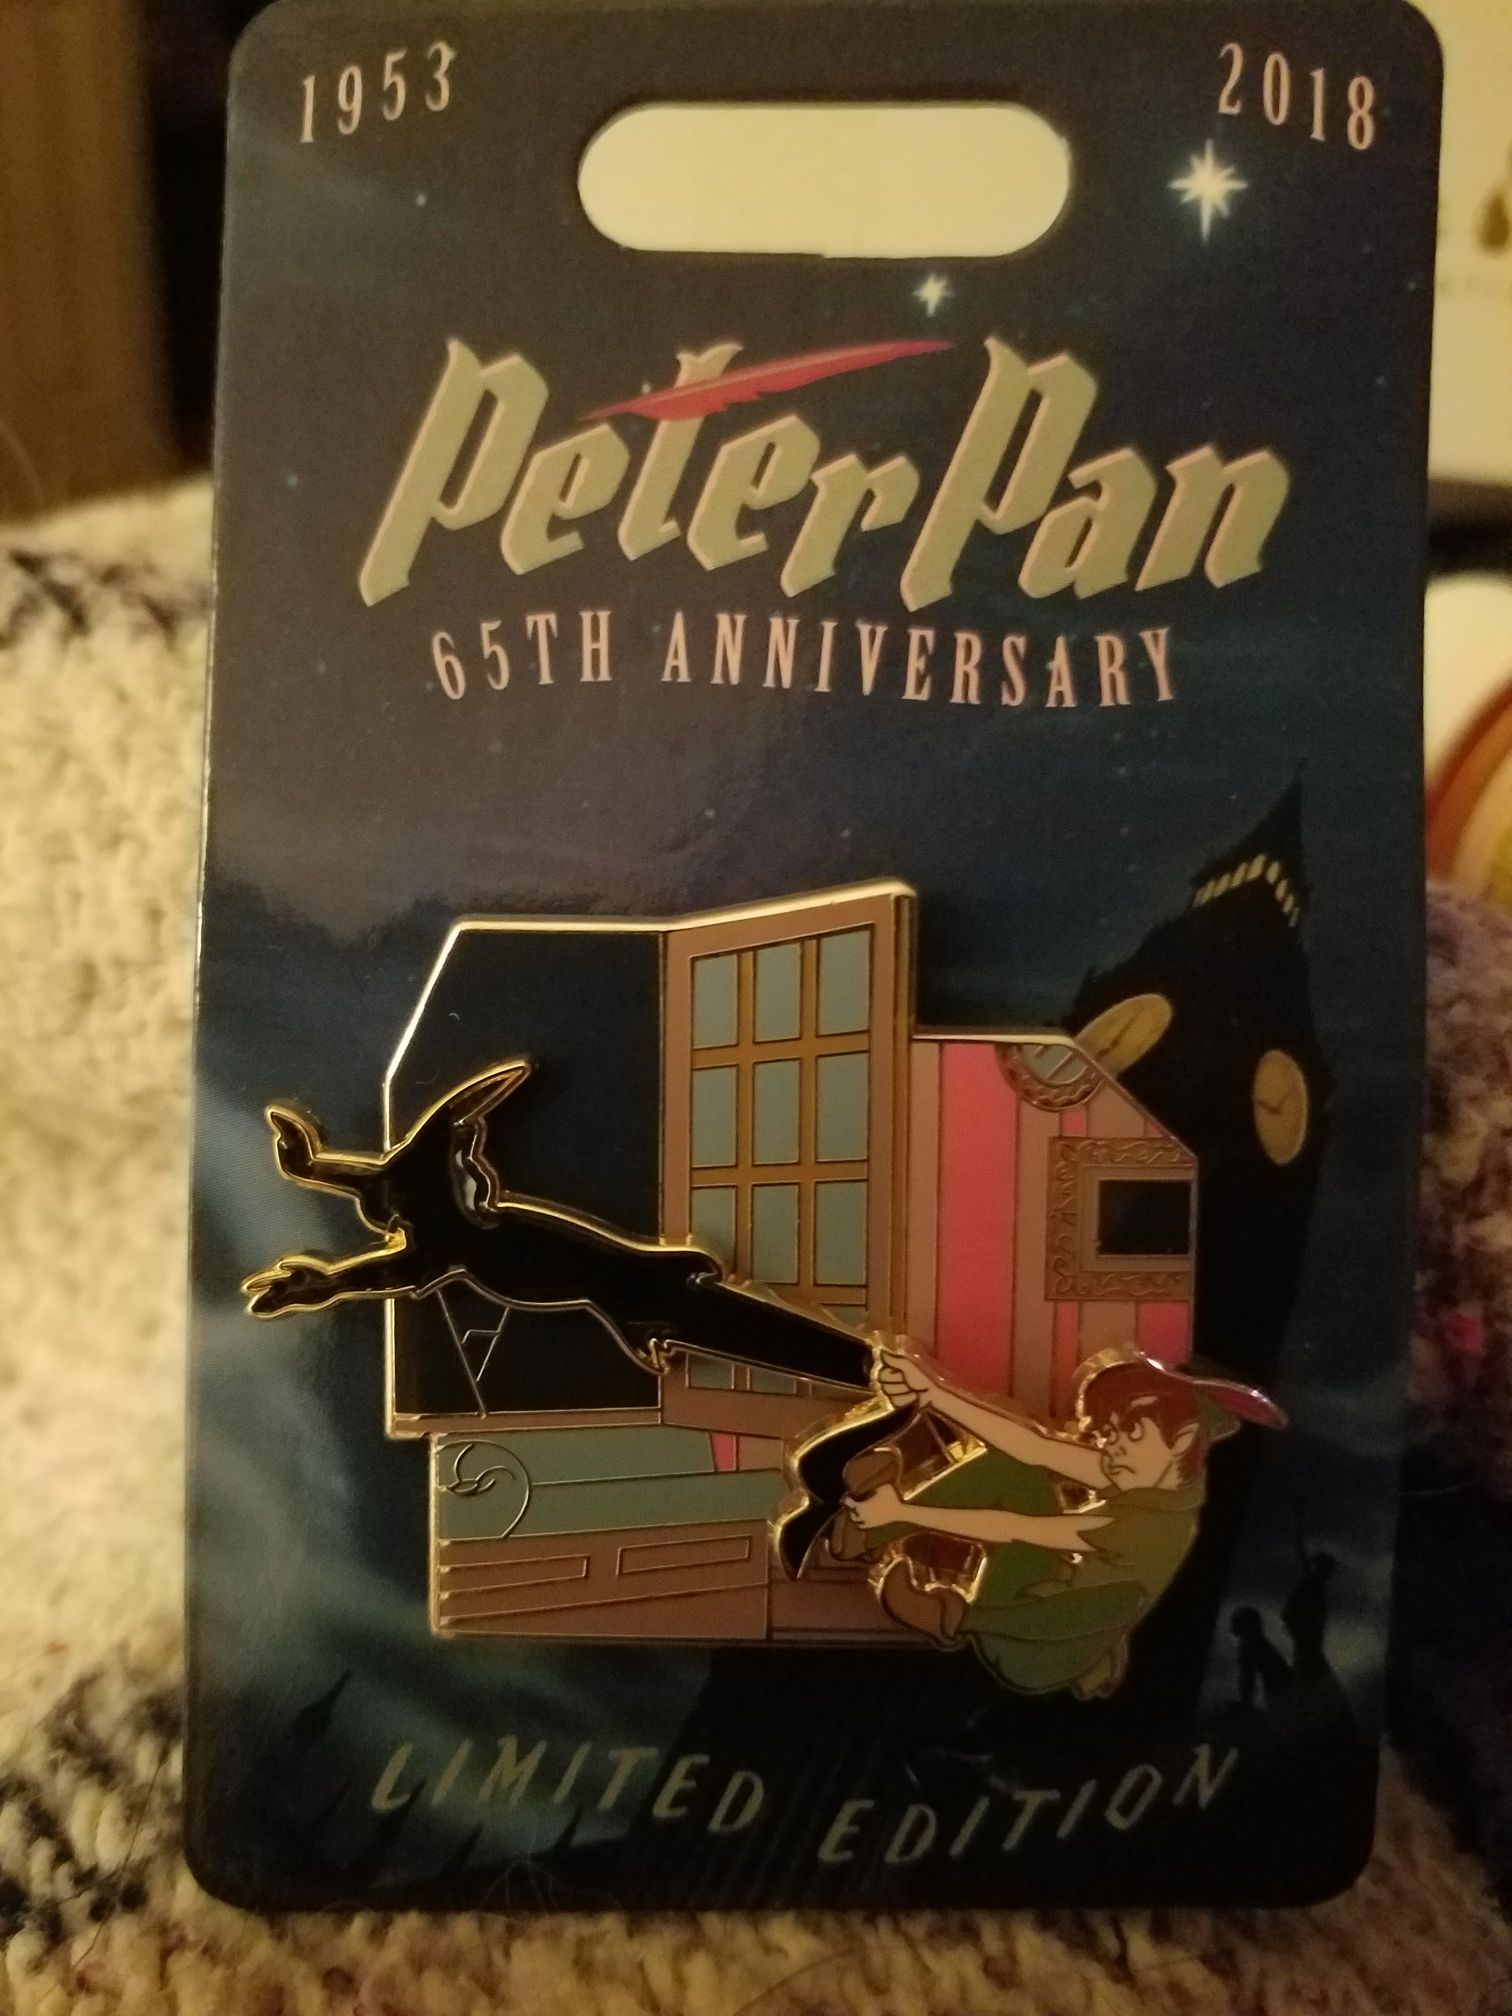 1953 2018
Peter Pan
65TH ANNIVERSARY
LIMITED EDITION